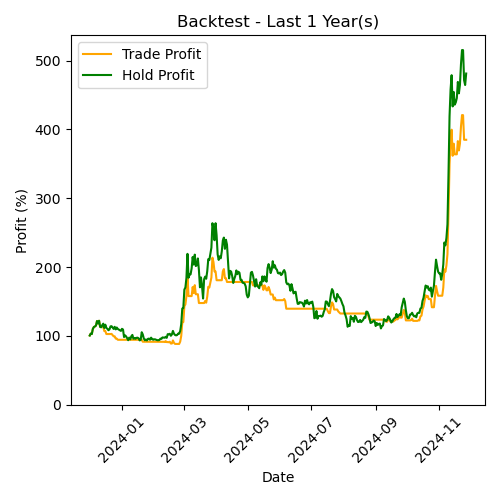 Backtest - Last 1 Year(s)
Trade Profit
Hold Profit
Profit (%)
500
400
300
200
100
0
2024-01
2024-03
2024-05
2024-07
2024-09
2024-11
Date